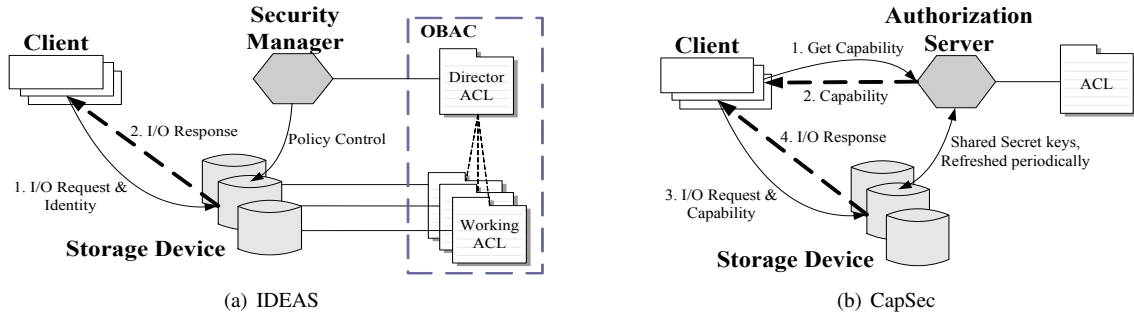 Client
Security
Manager
OBAC
Director
ACL
2. I/O Response
Policy Control
1. I/O Request &
Identity
Working
ACL
Storage Device
(a) IDEAS
Authorization
Server
Client
1. Get Capability
2. Capability
ACL
4. I/O Response
Shared Secret keys,
Refreshed periodically
3. I/O Request &
Capability
Storage Device
(b) CapSec